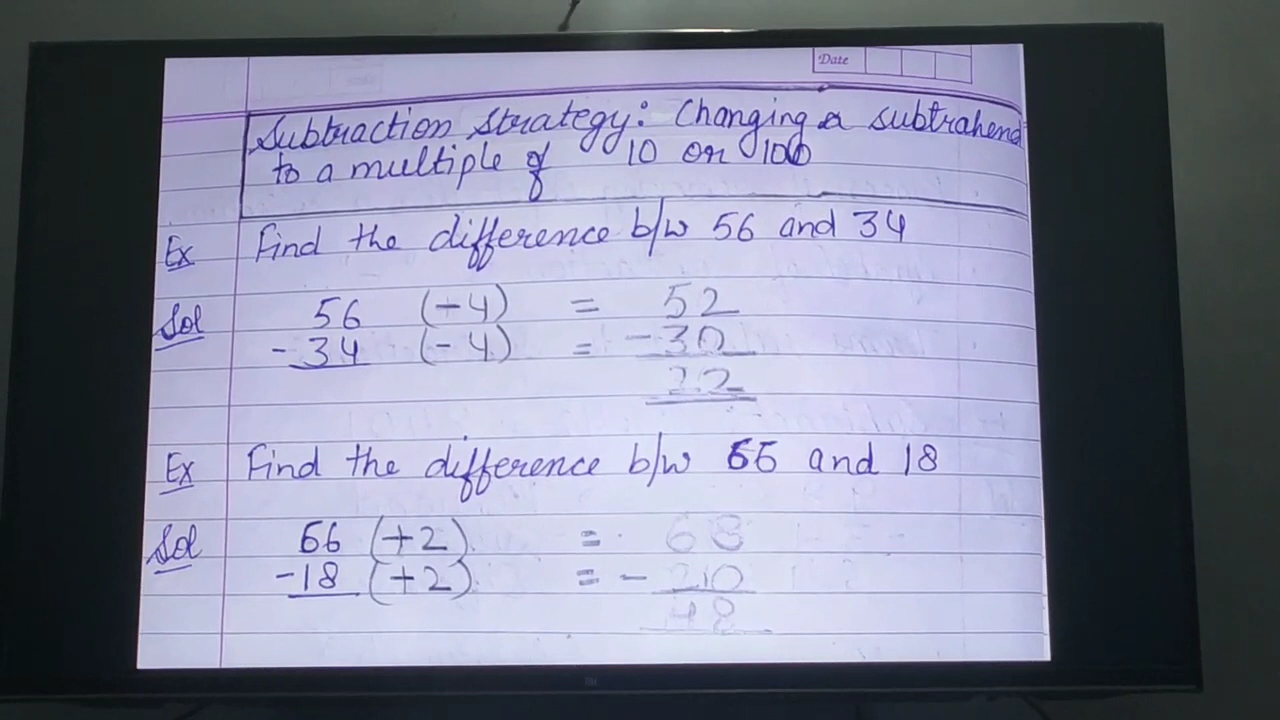 Date
Subtraction Strategy: Changing a subtrahend
to a multiple of 10 or 100
Ex Find the difference b/w 56 and 34
Sol 56 (-4) = 52
- 34 (-4) = - 30
22
Ex Find the difference b/w 66 and 18
Sol 66 (+2) = 68
- 18 (+2) = - 20
48